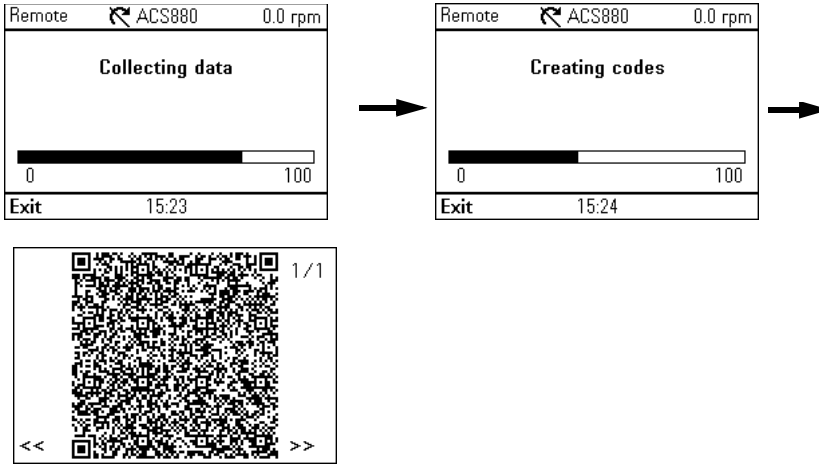 Remote ACS880 0.0 rpm
Collecting data
0 100
Exit 15:23
Remote ACS880 0.0 rpm
Creating codes
0 100
Exit 15:24
1/1
<< >>